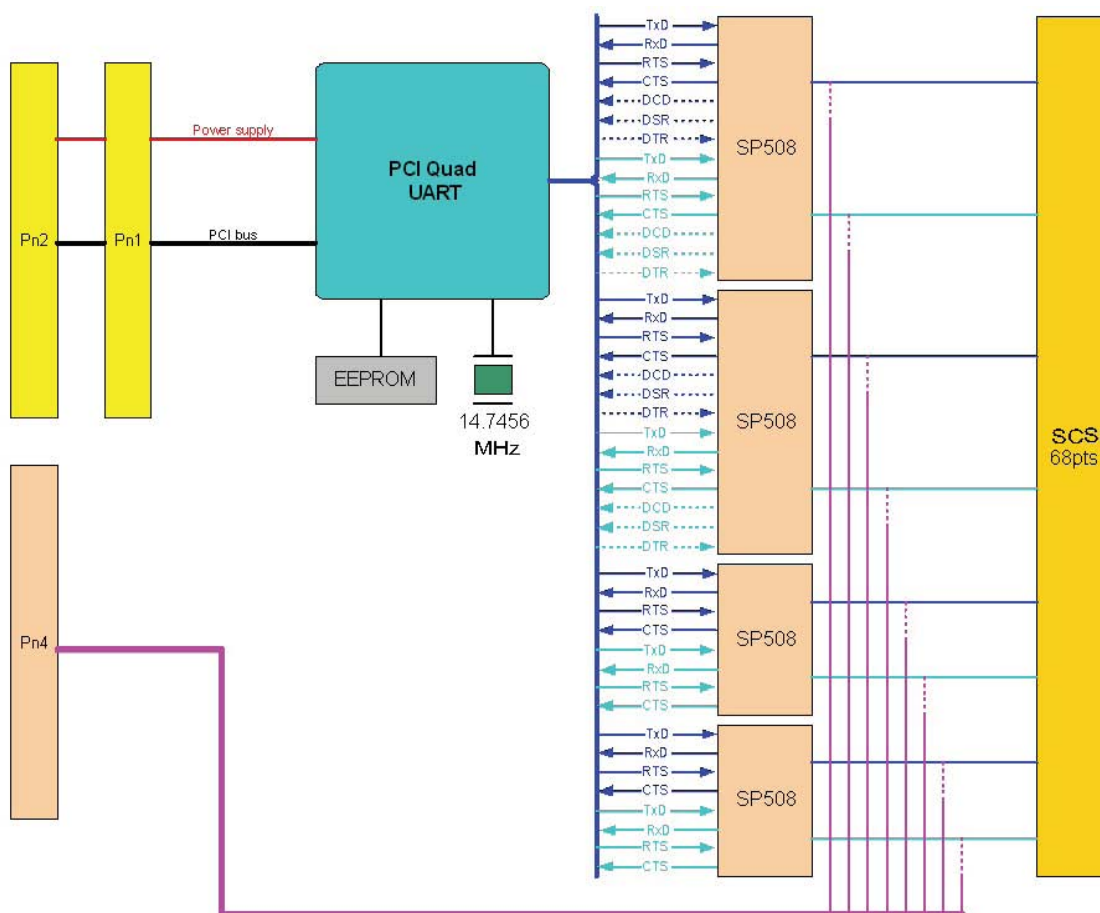 Pn2
Pn1
Power supply
PCI bus
PCI Quad
UART
EEPROM
14.7456
MHz
Pn4
TxD
RxD
RTS
CTS
DCD
DSR
DTR
TxD
RxD
RTS
CTS
DCD
DSR
DTR
SP508
TxD
RxD
RTS
CTS
DCD
DSR
DTR
TxD
RxD
RTS
CTS
DCD
DSR
DTR
SP508
TxD
RxD
RTS
CTS
TxD
RxD
RTS
CTS
SP508
TxD
RxD
RTS
CTS
TxD
RxD
RTS
CTS
SP508
SCS
68pts